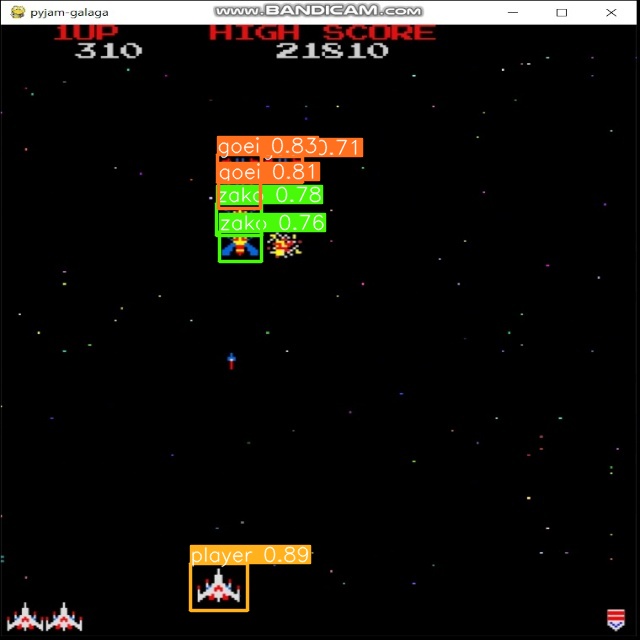 pyjam-galaga
www.BANDICAM.com
1UP HIGH SCORE
310 21810
goei 0.83 0.71
goei 0.81
zako 0.78
zako 0.76
player 0.89